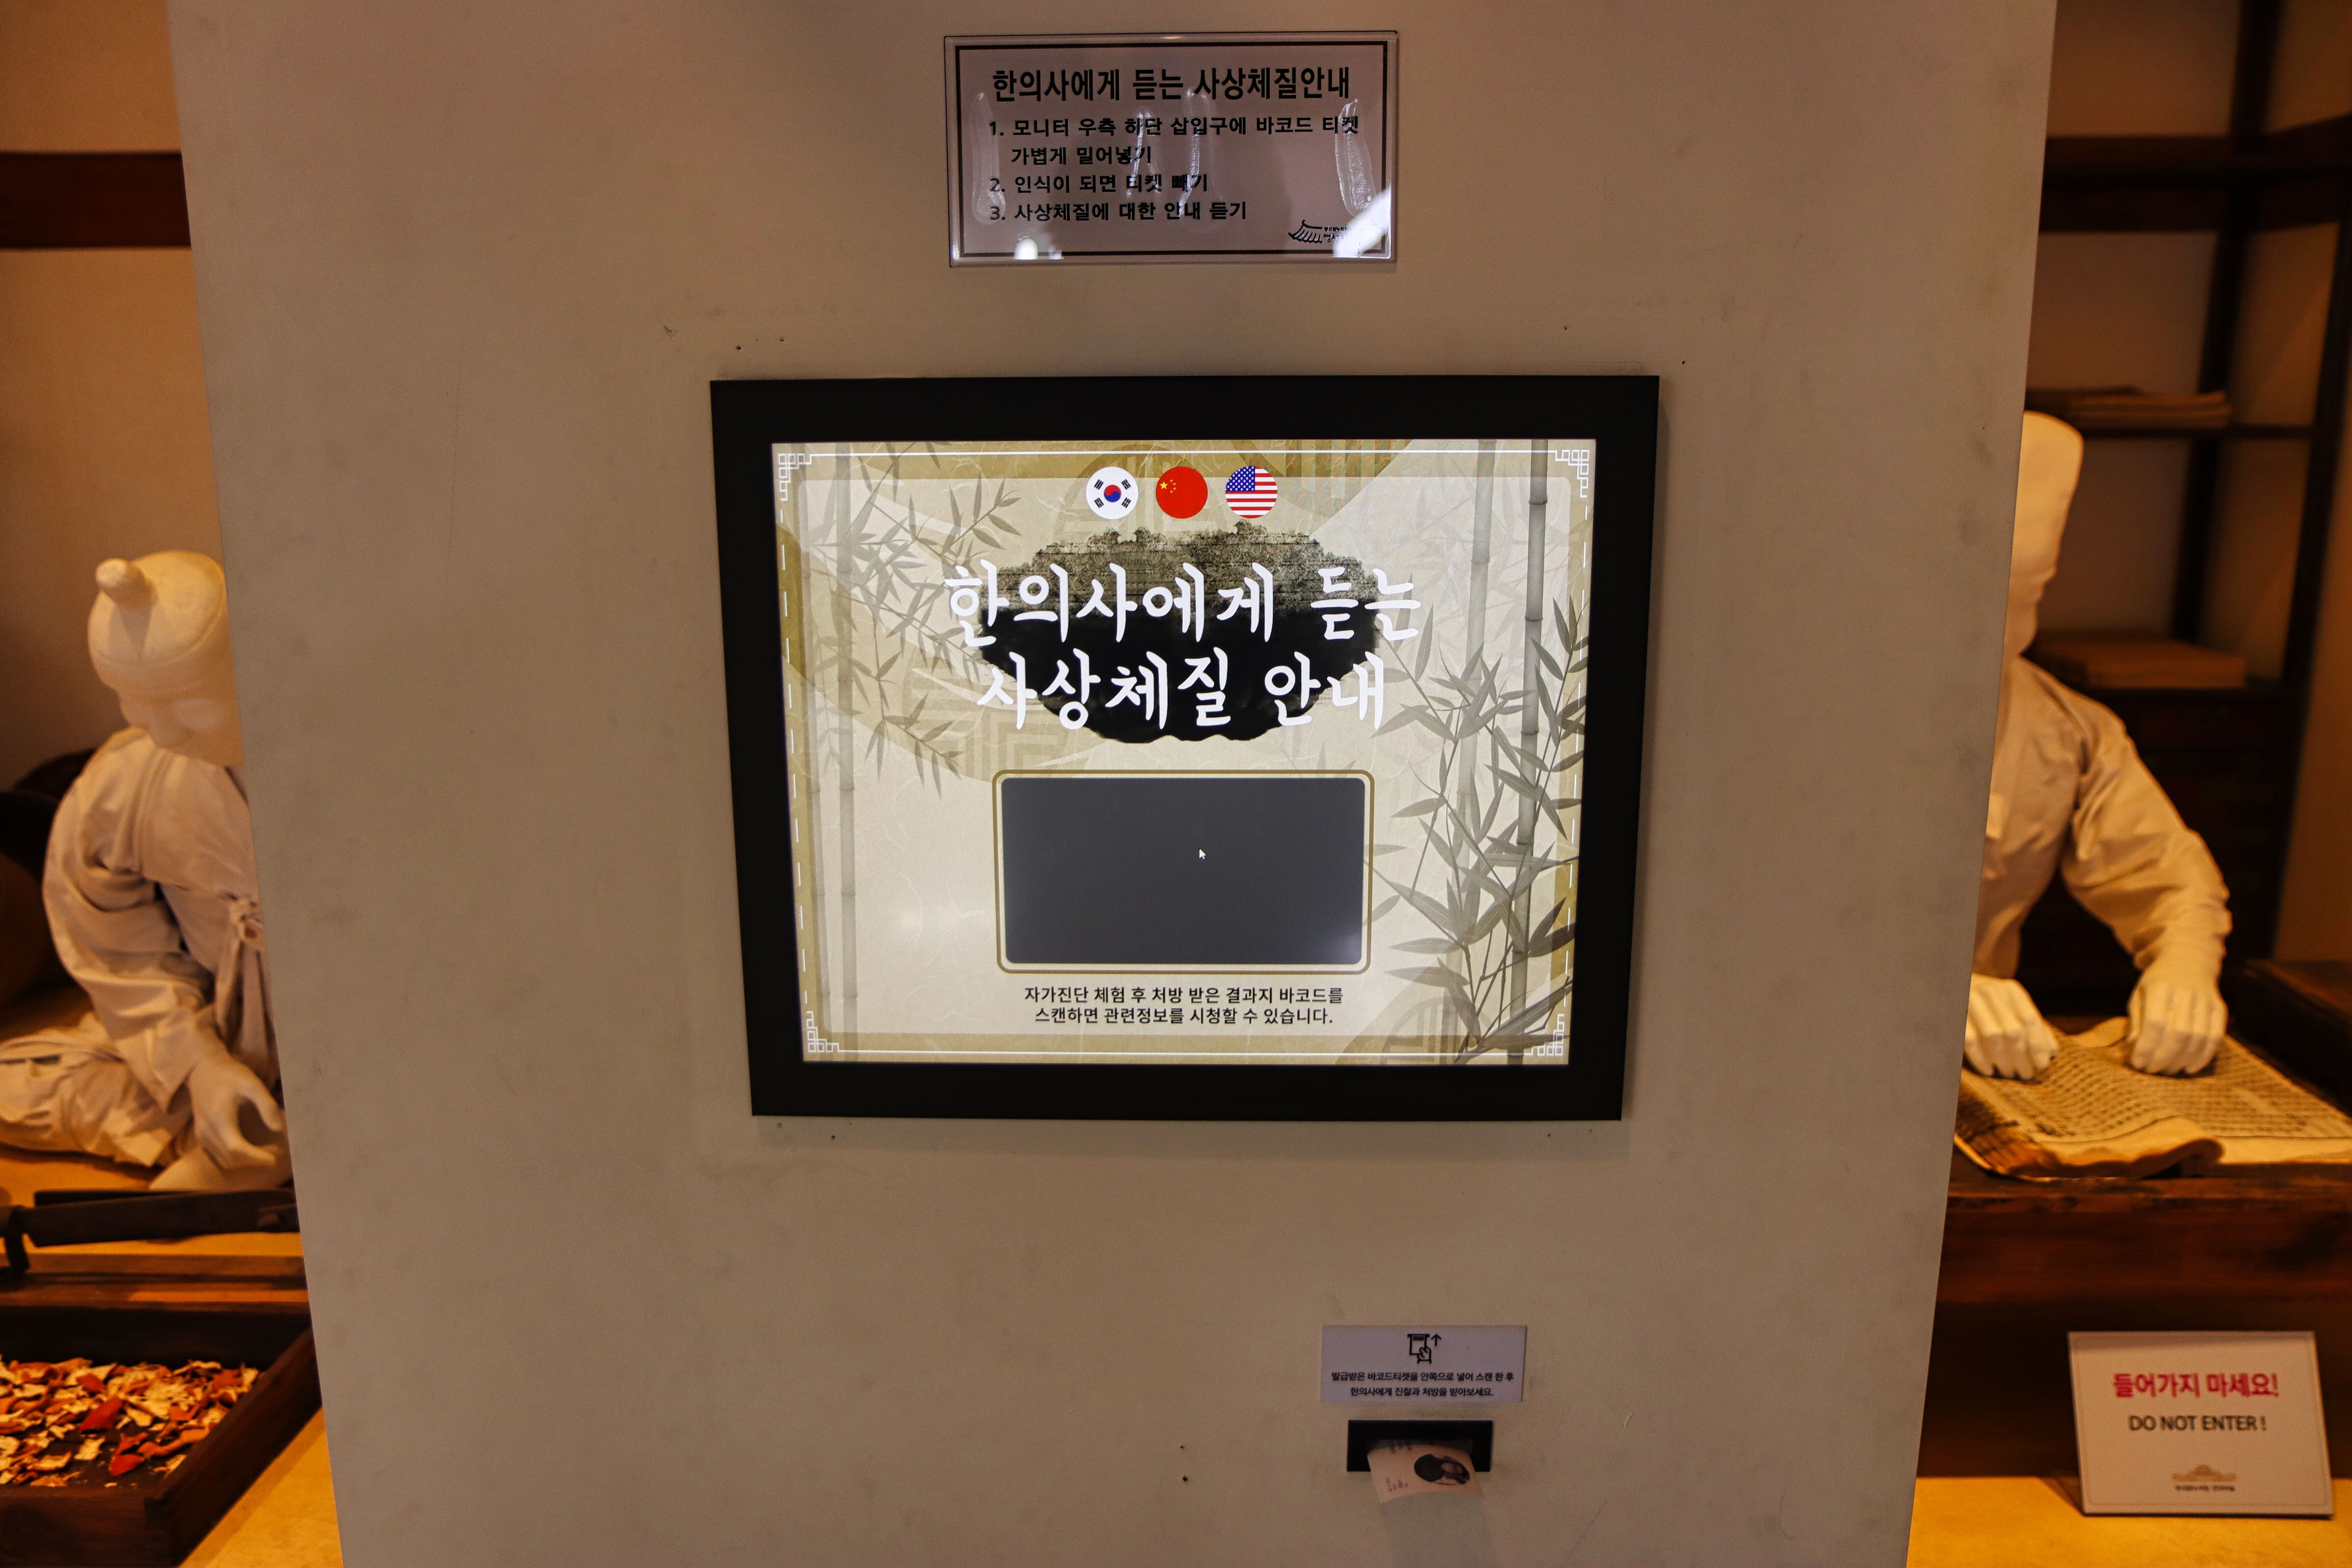 한의사에게 듣는 사상체질안내
1. 모니터 우측 하단 삽입구에 바코드 티켓
가볍게 밀어넣기
2. 인식이 되면 티켓 빼기
3. 사상체질에 대한 안내 듣기
한의사에게 듣는
사상체질 안내
자가진단 체험 후 처방 받은 결과지 바코드를
스캔하면 관련정보를 시청할 수 있습니다.
발급받은 바코드티켓을 안쪽으로 넣어 스캔 한 후
한의사에게 진찰과 처방을 받아보세요.
들어가지 마세요!
DO NOT ENTER !